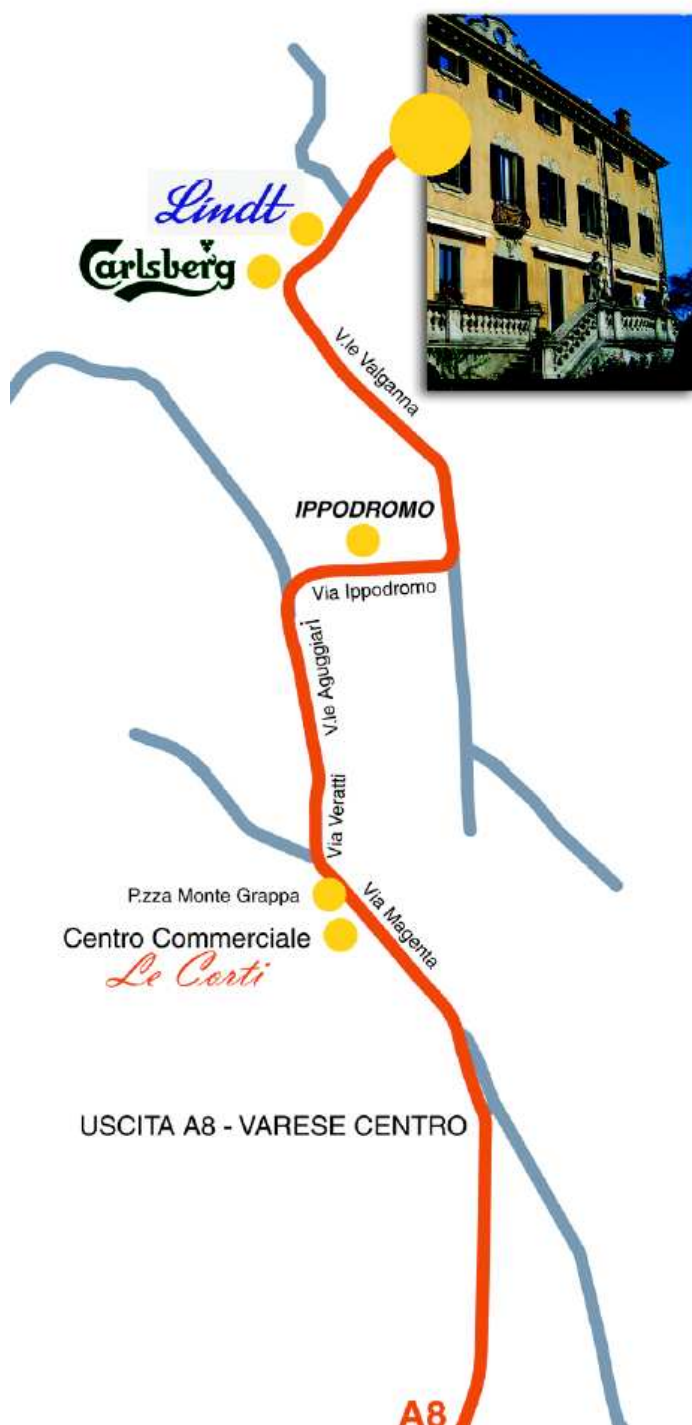 Lindt
Carlsberg
V.le Valganna
IPPODROMO
Via Ippodromo
V.le Aguggiari
Via Veratti
P.zza Monte Grappa
Via Magenta
Centro Commerciale
Le Corti
USCITA A8 - VARESE CENTRO
A8